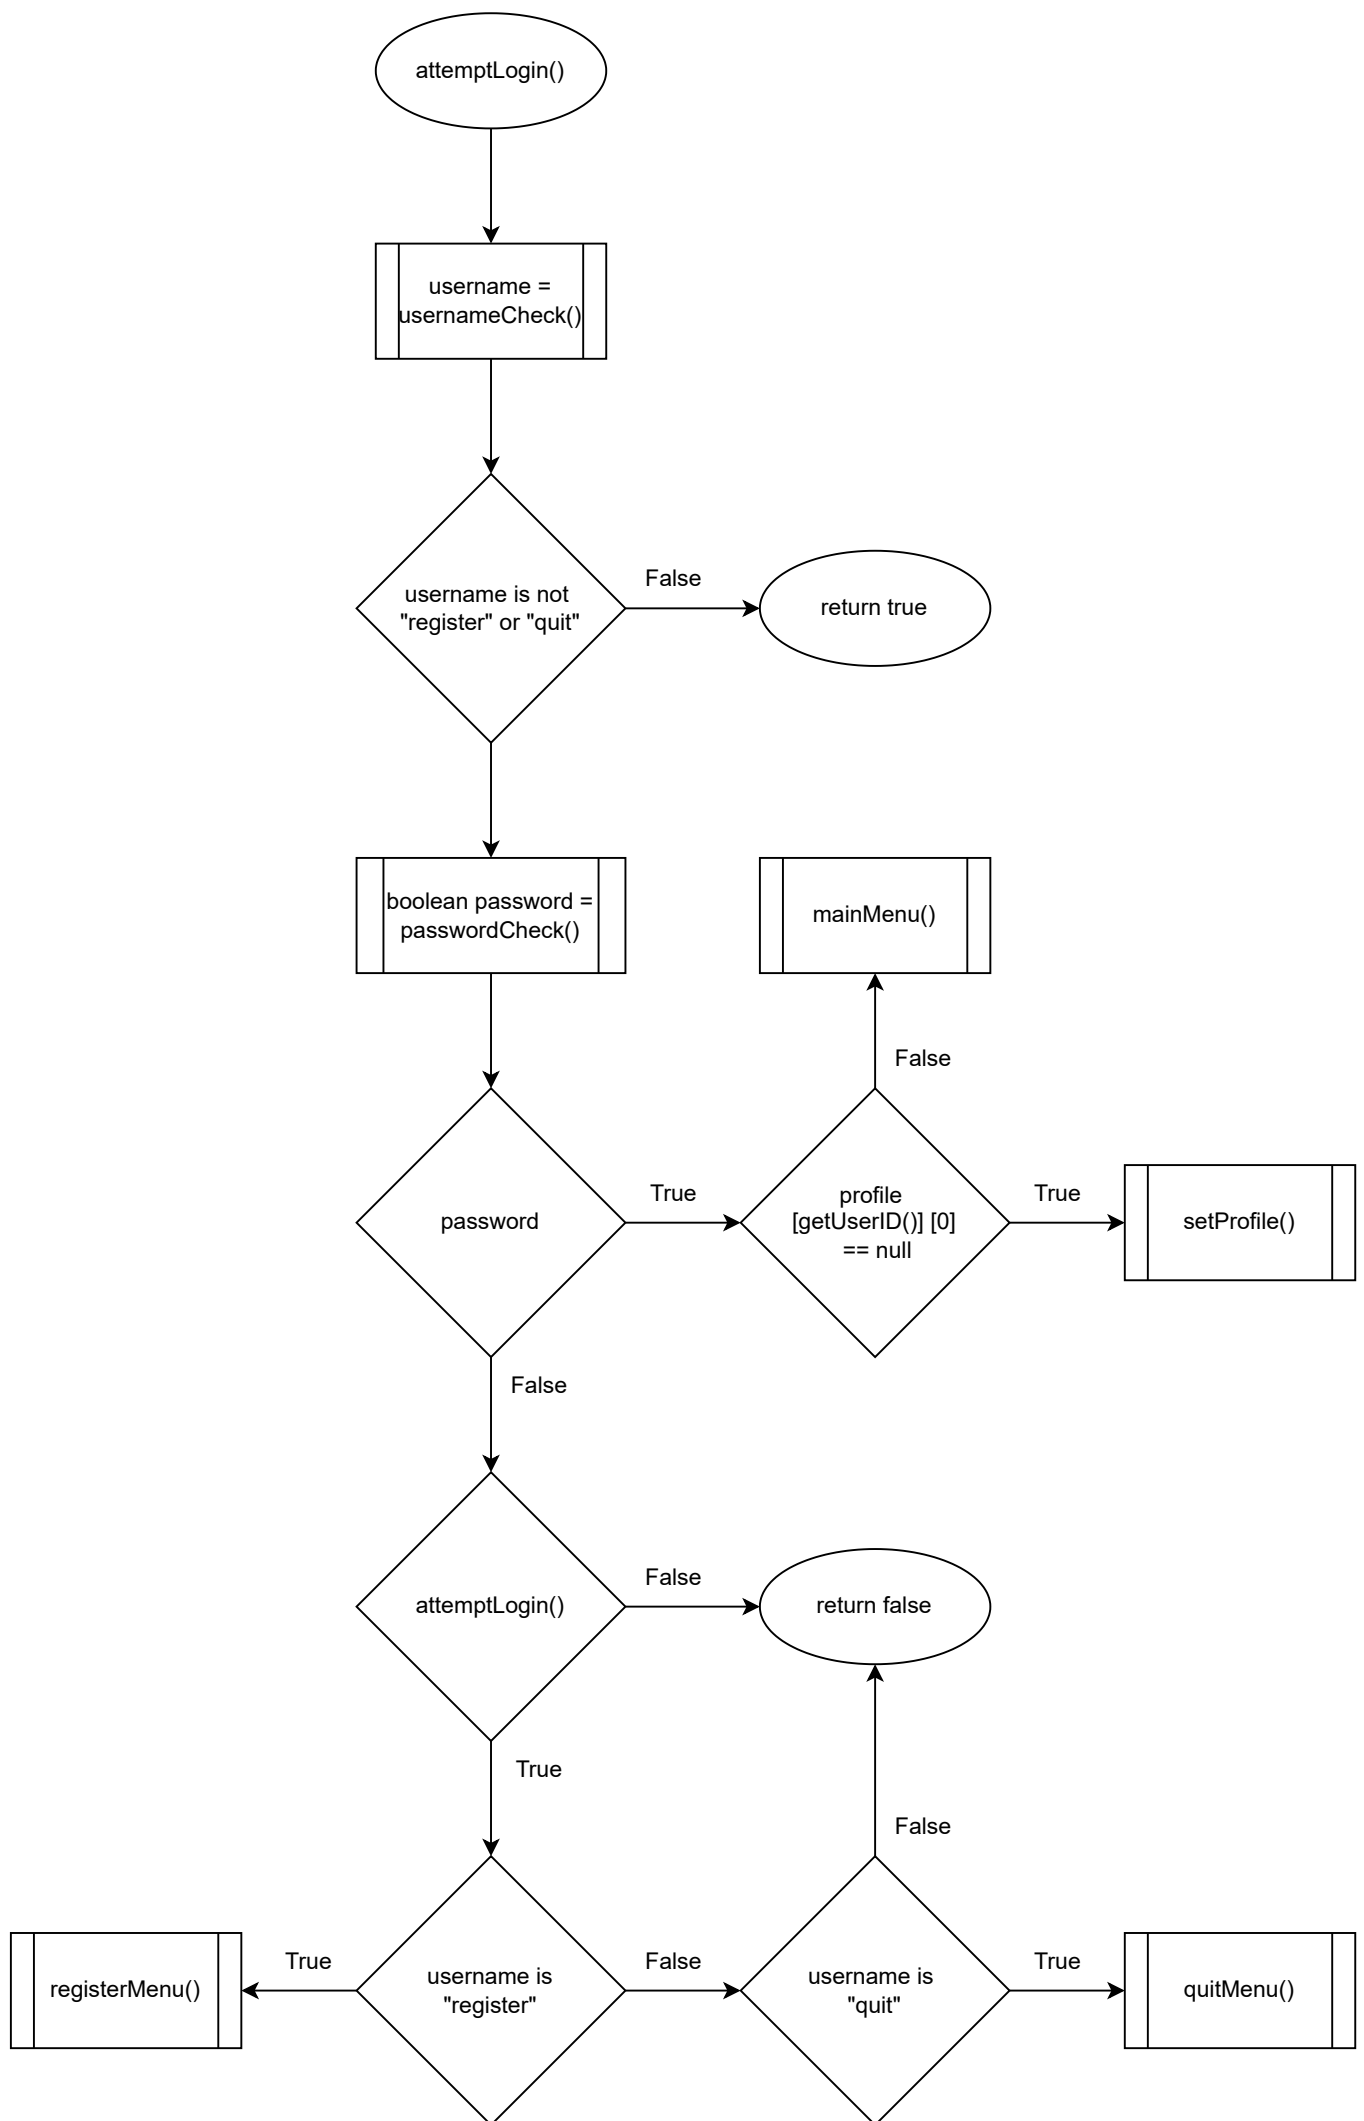 attemptLogin()
username =
usernameCheck()
username is not
"register" or "quit"
False
return true
boolean password =
passwordCheck()
mainMenu()
False
password
True
profile
[getUserID()] [0]
== null
True
setProfile()
False
attemptLogin()
False
return false
True
False
registerMenu()
True
username is
"register"
False
username is
"quit"
True
quitMenu()